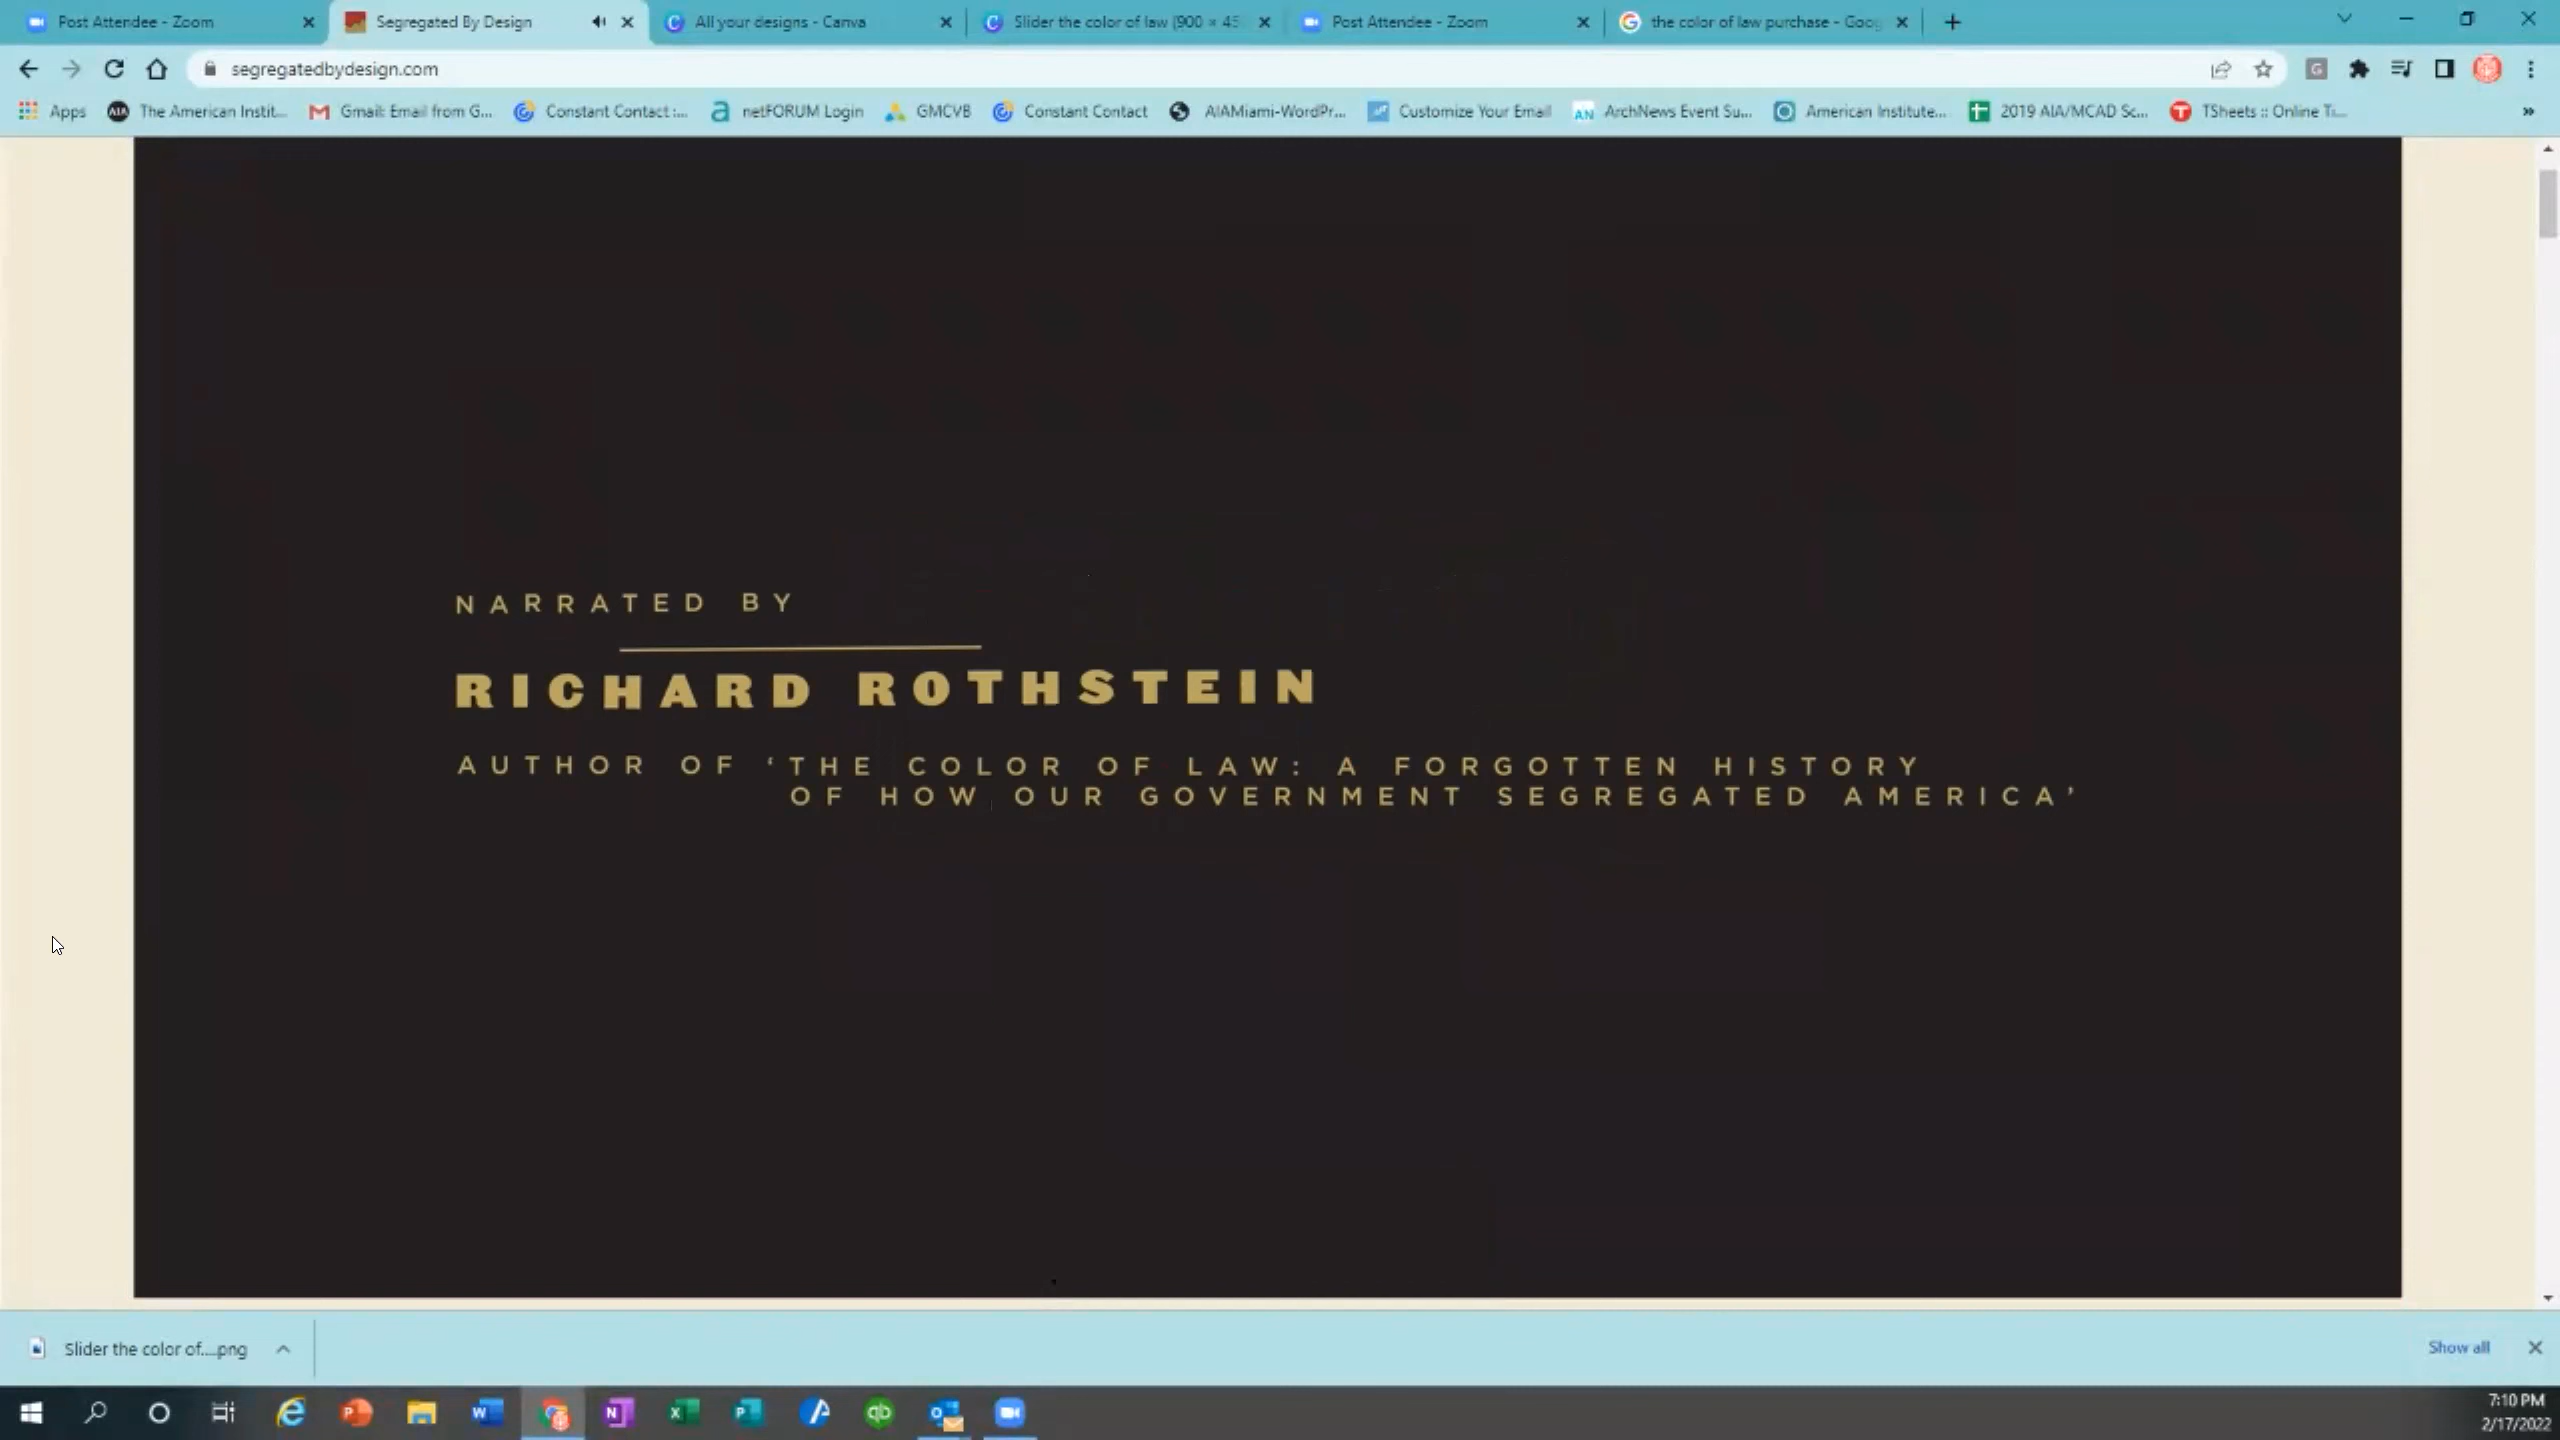 Post Attendee - Zoom
Segregated By Design
All your designs - Canva
Slider the color of law (900 × 45
Post Attendee - Zoom
the color of law purchase - Goog
segregatedbydesign.com
Apps
The American Instit...
Gmail: Email from G...
Constant Contact :...
netFORUM Login
GMCVB
Constant Contact
AIAMiami-WordPr...
Customize Your Email
ArchNews Event Su...
American Institute...
2019 AIA/MCAD Sc...
TSheets :: Online Ti...
NARRATED BY
RICHARD ROTHSTEIN
AUTHOR OF ‘THE COLOR OF LAW: A FORGOTTEN HISTORY
OF HOW OUR GOVERNMENT SEGREGATED AMERICA’
Slider the color of....png
Show all
7:10 PM
2/17/2022